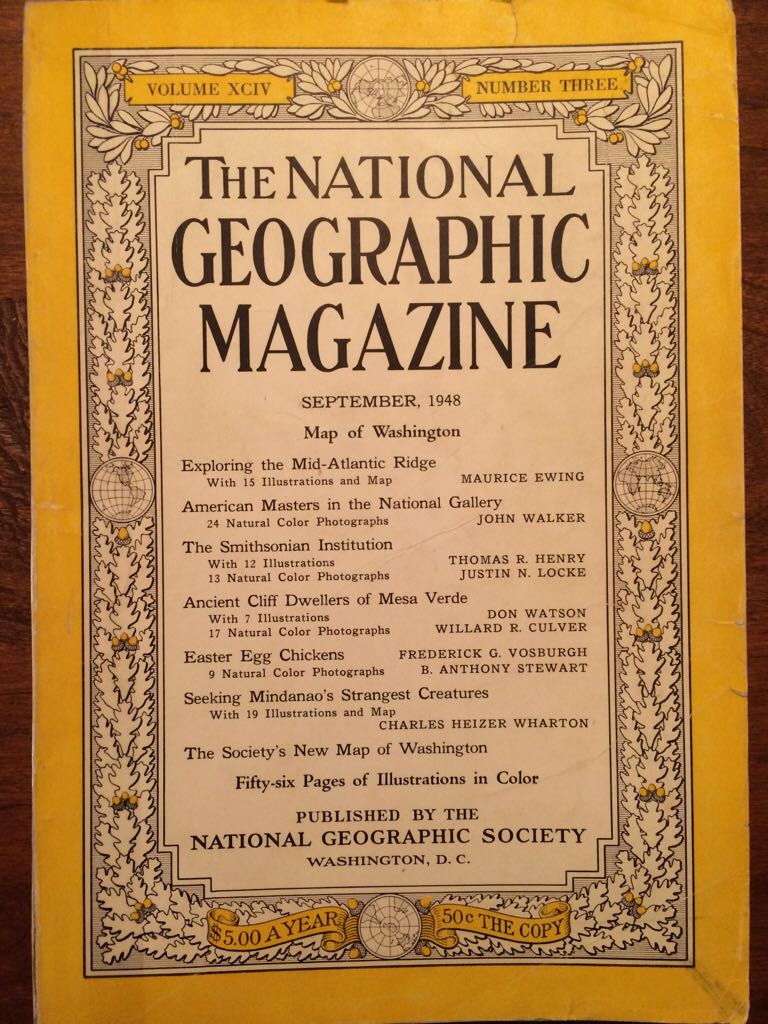 VOLUME XCIV NUMBER THREE
THE NATIONAL
GEOGRAPHIC
MAGAZINE
SEPTEMBER, 1948
Map of Washington
Exploring the Mid-Atlantic Ridge
With 15 Illustrations and Map MAURICE EWING
American Masters in the National Gallery
24 Natural Color Photographs JOHN WALKER
The Smithsonian Institution
With 12 Illustrations THOMAS R. HENRY
13 Natural Color Photographs JUSTIN N. LOCKE
Ancient Cliff Dwellers of Mesa Verde
With 7 Illustrations DON WATSON
17 Natural Color Photographs WILLARD R. CULVER
Easter Egg Chickens FREDERICK G. VOSBURGH
9 Natural Color Photographs B. ANTHONY STEWART
Seeking Mindanao's Strangest Creatures
With 19 Illustrations and Map
CHARLES HEIZER WHARTON
The Society's New Map of Washington
Fifty-six Pages of Illustrations in Color
PUBLISHED BY THE
NATIONAL GEOGRAPHIC SOCIETY
WASHINGTON, D. C.
$5.00 A YEAR 50c THE COPY